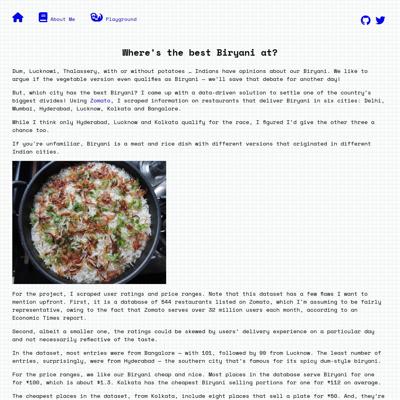 About Me
Playground
Where's the best Biryani at?
Dum, Lucknowi, Thalassery, with or without potatoes … Indians have opinions about our Biryani. We like to
argue if the vegetable version even qualifies as Biryani — we'll save that debate for another day!
But, which city has the best Biryani? I came up with a data-driven solution to settle one of the country's
biggest divides! Using Zomato, I scraped information on restaurants that deliver Biryani in six cities: Delhi,
Mumbai, Hyderabad, Lucknow, Kolkata and Bangalore.
While I think only Hyderabad, Lucknow and Kolkata qualify for the race, I figured I'd give the other three a
chance too.
If you're unfamiliar, Biryani is a meat and rice dish with different versions that originated in different
Indian cities.
For the project, I scraped user ratings and price ranges. Note that this dataset has a few flaws I want to
mention upfront. First, it is a database of 544 restaurants listed on Zomato, which I'm assuming to be fairly
representative, owing to the fact that Zomato serves over 32 million users each month, according to an
Economic Times report.
Second, albeit a smaller one, the ratings could be skewed by users' delivery experience on a particular day
and not necessarily reflective of the taste.
In the dataset, most entries were from Bangalore — with 101, followed by 99 from Lucknow. The least number of
entries, surprisingly, were from Hyderabad — the southern city that's famous for its spicy dum-style biryani.
For the price ranges, we like our Biryani cheap and nice. Most places in the database serve Biryani for one
for ₹100, which is about $1.3. Kolkata has the cheapest Biryani selling portions for one for ₹112 on average.
The cheapest places in the dataset, from Kolkata, include eight places that sell a plate for ₹50. And, they're